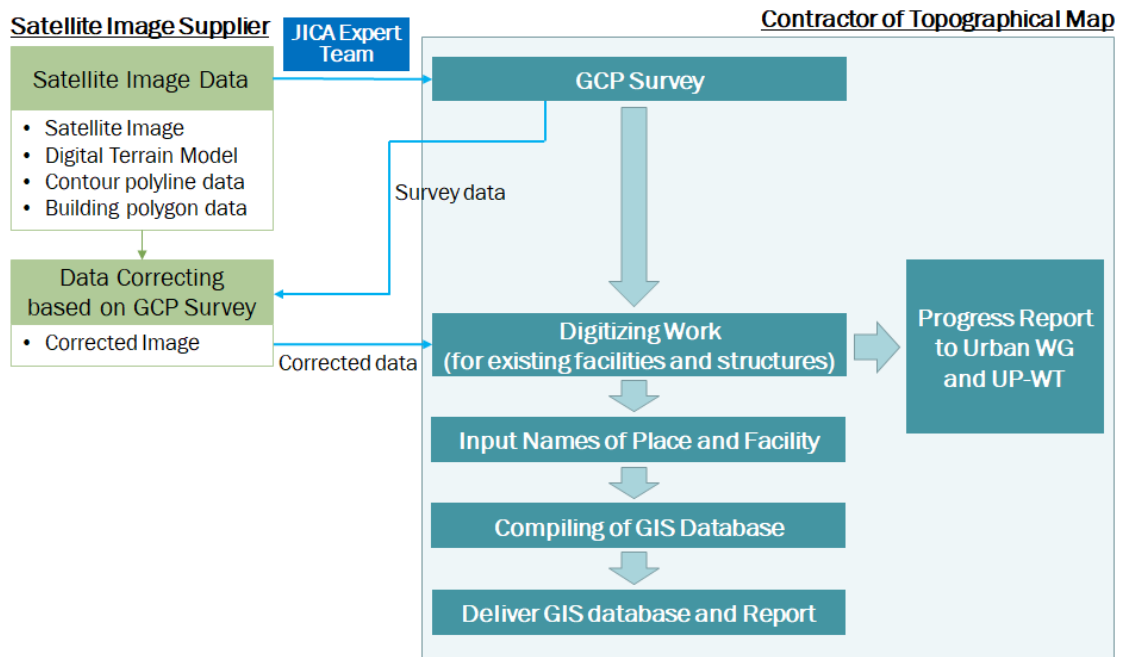 Satellite Image Supplier
JICA Expert
Team
Contractor of Topographical Map
Satellite Image Data
• Satellite Image
• Digital Terrain Model
• Contour polyline data
• Building polygon data
GCP Survey
Survey data
Data Correcting
based on GCP Survey
• Corrected Image
Corrected data
Digitizing Work
(for existing facilities and structures)
Progress Report
to Urban WG
and UP-WT
Input Names of Place and Facility
Compiling of GIS Database
Deliver GIS database and Report